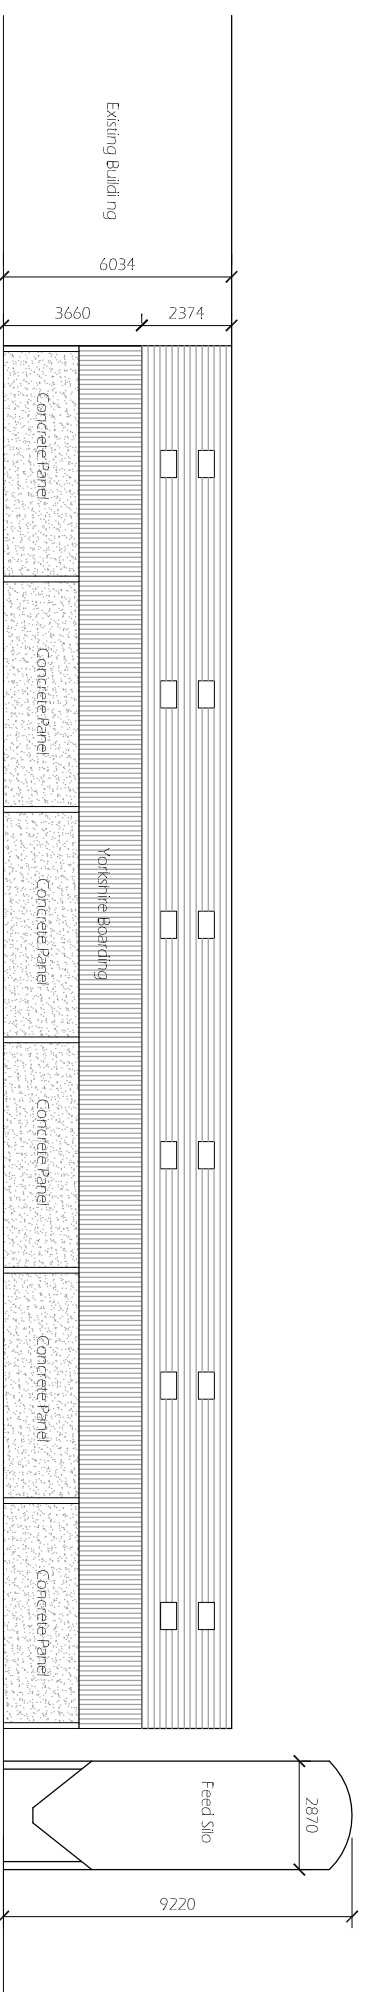 Existing Building
6034
3660
2374
Concrete Panel
Concrete Panel
Concrete Panel
Concrete Panel
Concrete Panel
Concrete Panel
Yorkshire Boarding
Feed Silo
2870
9220